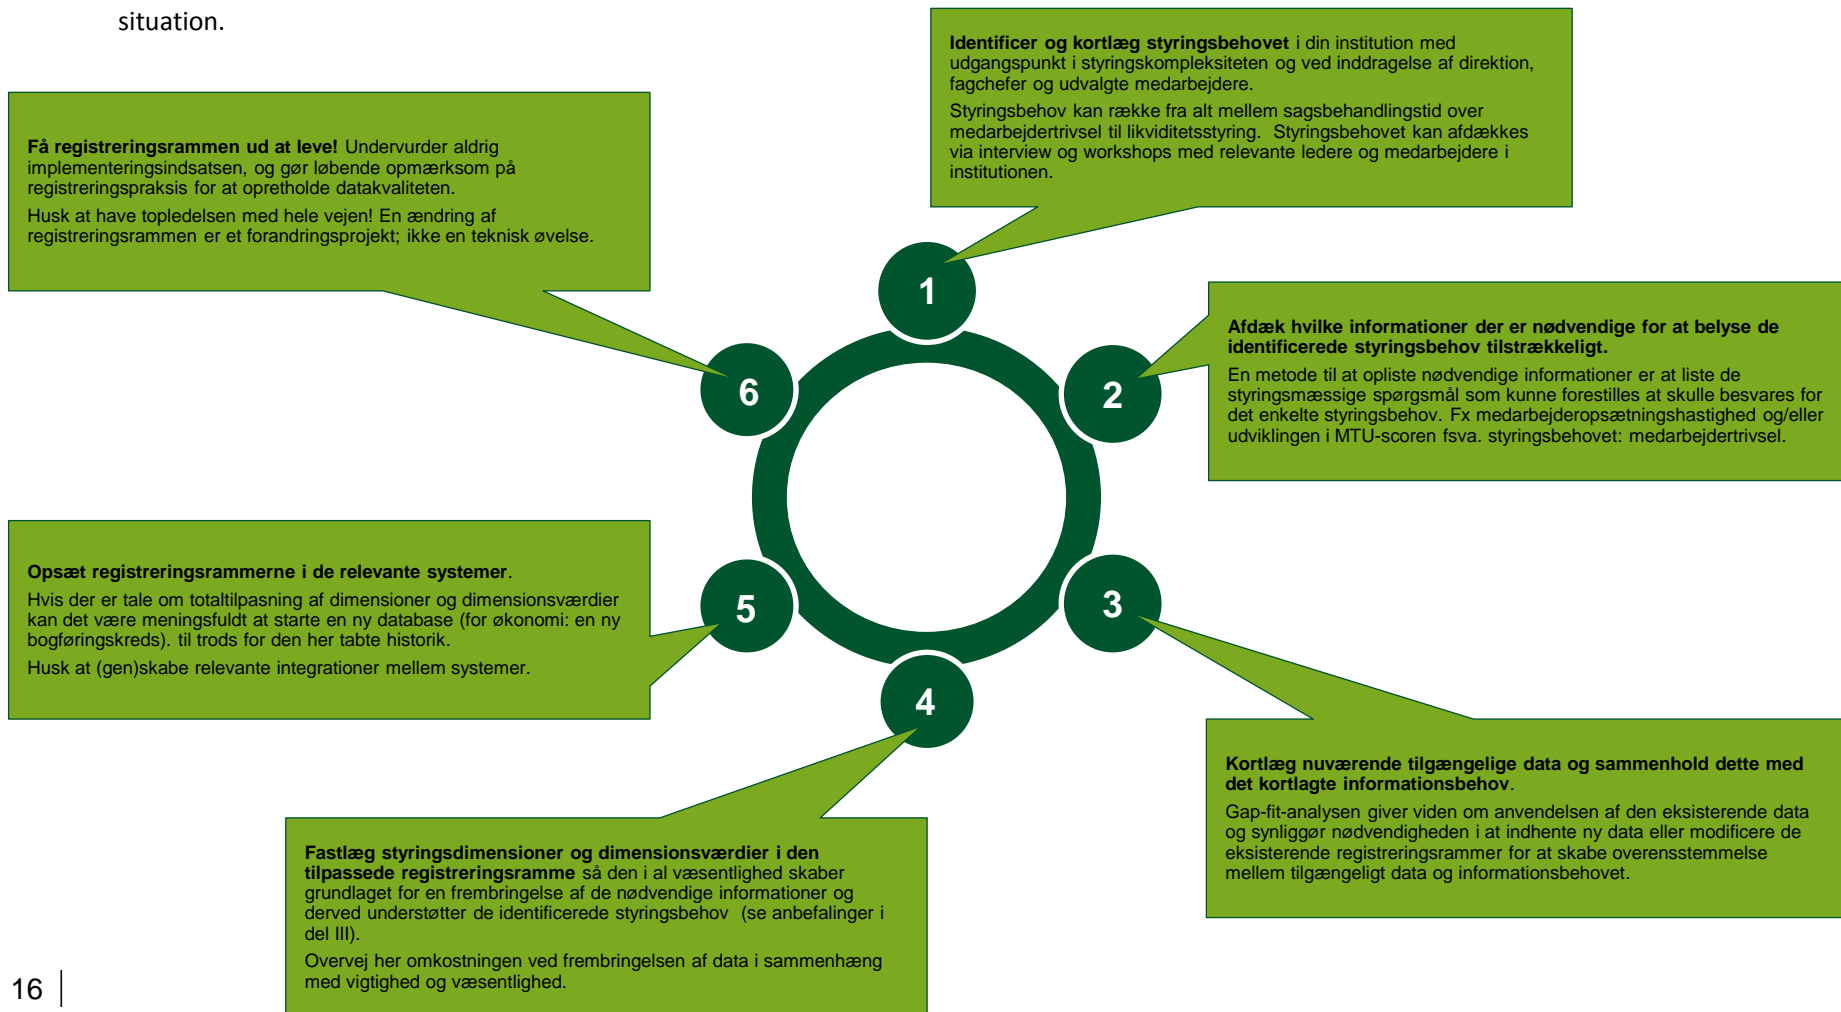 situation.
Identificer og kortlæg styringsbehovet i din institution med
udgangspunkt i styringskompleksiteten og ved inddragelse af direktion,
fagchefer og udvalgte medarbejdere.
Styringsbehov kan række fra alt mellem sagsbehandlingstid over
medarbejdertrivsel til likviditetsstyring.  Styringsbehovet kan afdækkes
via interview og workshops med relevante ledere og medarbejdere i
institutionen.
1
Afdæk hvilke informationer der er nødvendige for at belyse de
identificerede styringsbehov tilstrækkeligt.
En metode til at opliste nødvendige informationer er at liste de
styringsmæssige spørgsmål som kunne forestilles at skulle besvares for
det enkelte styringsbehov. Fx medarbejderopsætningshastighed og/eller
udviklingen i MTU-scoren fsva. styringsbehovet: medarbejdertrivsel.
2
Kortlæg nuværende tilgængelige data og sammenhold dette med
det kortlagte informationsbehov.
Gap-fit-analysen giver viden om anvendelsen af den eksisterende data
og synliggør nødvendigheden i at indhente ny data eller modificere de
eksisterende registreringsrammer for at skabe overensstemmelse
mellem tilgængeligt data og informationsbehovet.
3
Fastlæg styringsdimensioner og dimensionsværdier i den
tilpassede registreringsramme så den i al væsentlighed skaber
grundlaget for en frembringelse af de nødvendige informationer og
derved understøtter de identificerede styringsbehov  (se anbefalinger i
del III).
Overvej her omkostningen ved frembringelsen af data i sammenhæng
med vigtighed og væsentlighed.
4
Opsæt registreringsrammerne i de relevante systemer.
Hvis der er tale om totaltilpasning af dimensioner og dimensionsværdier
kan det være meningsfuldt at starte en ny database (for økonomi: en ny
bogføringskreds). til trods for den her tabte historik.
Husk at (gen)skabe relevante integrationer mellem systemer.
5
Få registreringsrammen ud at leve! Undervurder aldrig
implementeringsindsatsen, og gør løbende opmærksom på
registreringspraksis for at opretholde datakvaliteten.
Husk at have topledelsen med hele vejen! En ændring af
registreringsrammen er et forandringsprojekt; ikke en teknisk øvelse.
6
16